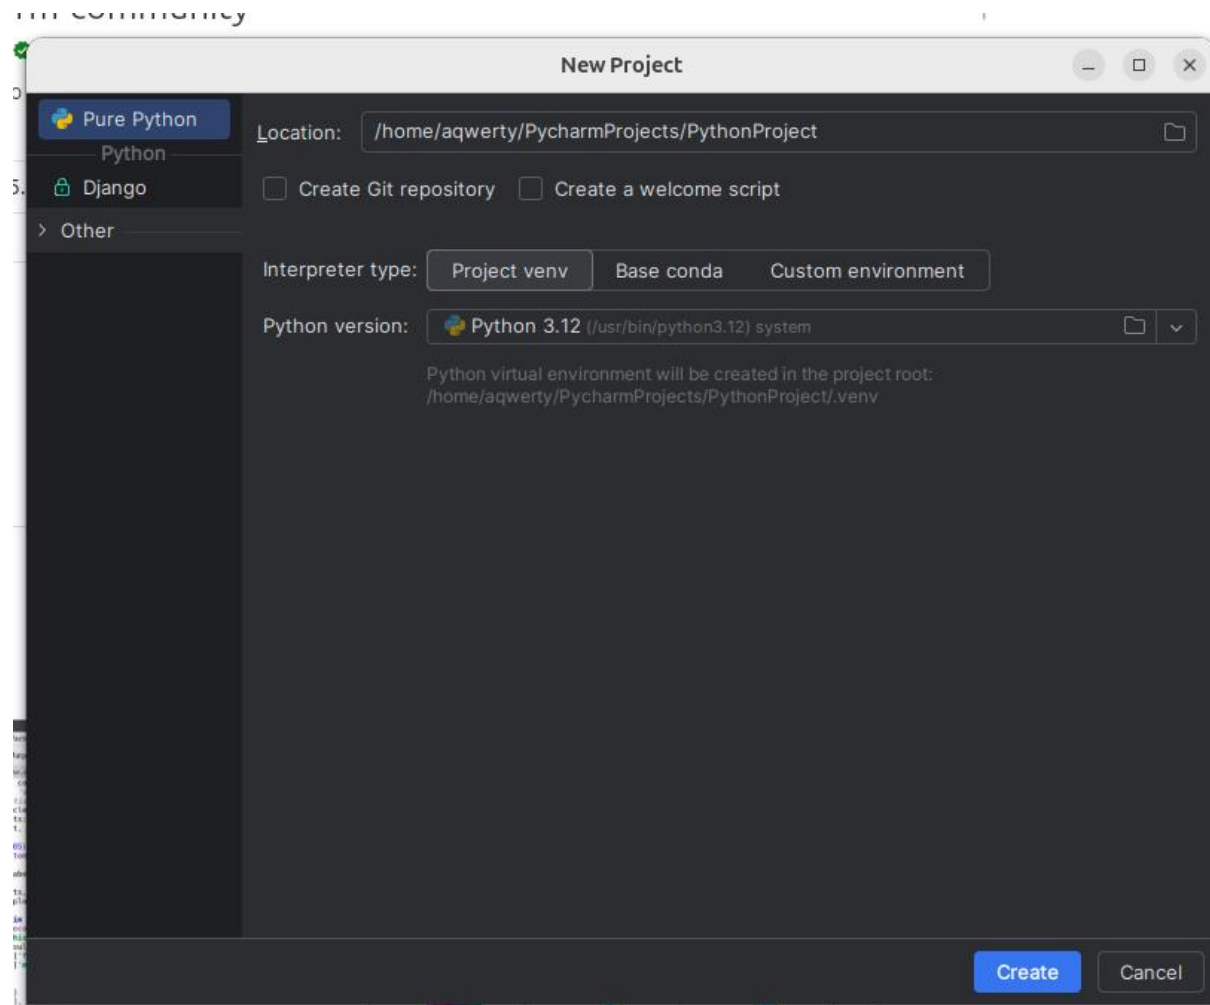 New Project
Pure Python
Python
Django
Other
Location: /home/aqwerty/PycharmProjects/PythonProject
Create Git repository Create a welcome script
Interpreter type: Project venv Base conda Custom environment
Python version: Python 3.12 (/usr/bin/python3.12) system
Python virtual environment will be created in the project root:
/home/aqwerty/PycharmProjects/PythonProject/.venv
Create Cancel